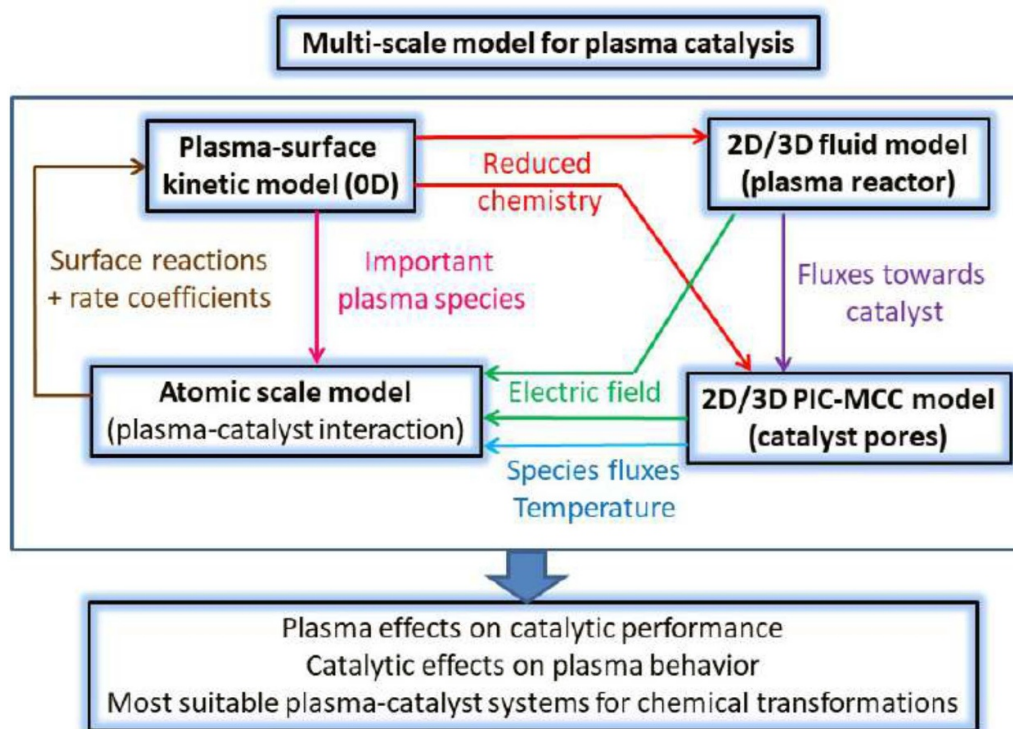 Multi-scale model for plasma catalysis
Plasma-surface
kinetic model (0D)
Reduced
chemistry
2D/3D fluid model
(plasma reactor)
Surface reactions
+ rate coefficients
Important
plasma species
Fluxes towards
catalyst
Atomic scale model
(plasma-catalyst interaction)
Electric field
2D/3D PIC-MCC model
(catalyst pores)
Species fluxes
Temperature
Plasma effects on catalytic performance
Catalytic effects on plasma behavior
Most suitable plasma-catalyst systems for chemical transformations